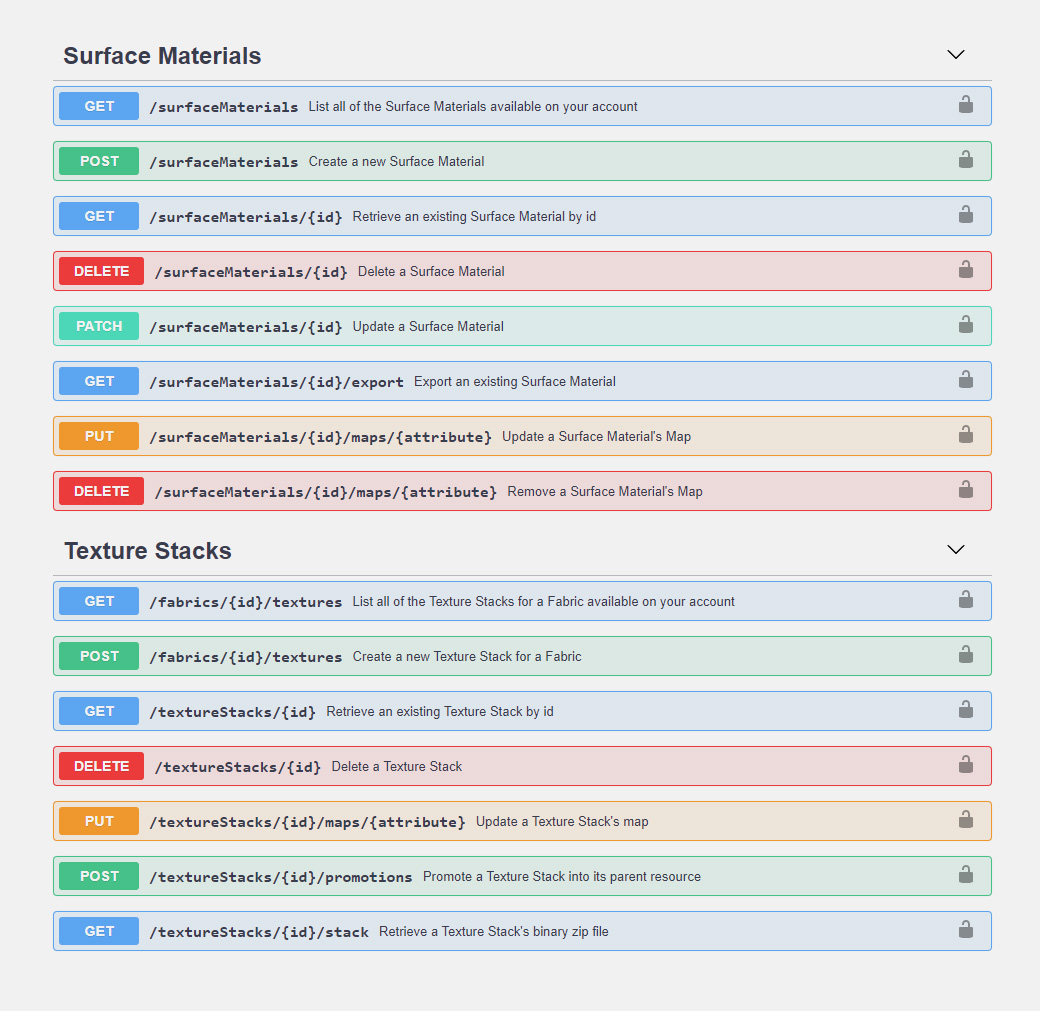 Surface Materials
GET /surfaceMaterials List all of the Surface Materials available on your account
POST /surfaceMaterials Create a new Surface Material
GET /surfaceMaterials/{id} Retrieve an existing Surface Material by id
DELETE /surfaceMaterials/{id} Delete a Surface Material
PATCH /surfaceMaterials/{id} Update a Surface Material
GET /surfaceMaterials/{id}/export Export an existing Surface Material
PUT /surfaceMaterials/{id}/maps/{attribute} Update a Surface Material's Map
DELETE /surfaceMaterials/{id}/maps/{attribute} Remove a Surface Material's Map
Texture Stacks
GET /fabrics/{id}/textures List all of the Texture Stacks for a Fabric available on your account
POST /fabrics/{id}/textures Create a new Texture Stack for a Fabric
GET /textureStacks/{id} Retrieve an existing Texture Stack by id
DELETE /textureStacks/{id} Delete a Texture Stack
PUT /textureStacks/{id}/maps/{attribute} Update a Texture Stack's map
POST /textureStacks/{id}/promotions Promote a Texture Stack into its parent resource
GET /textureStacks/{id}/stack Retrieve a Texture Stack's binary zip file